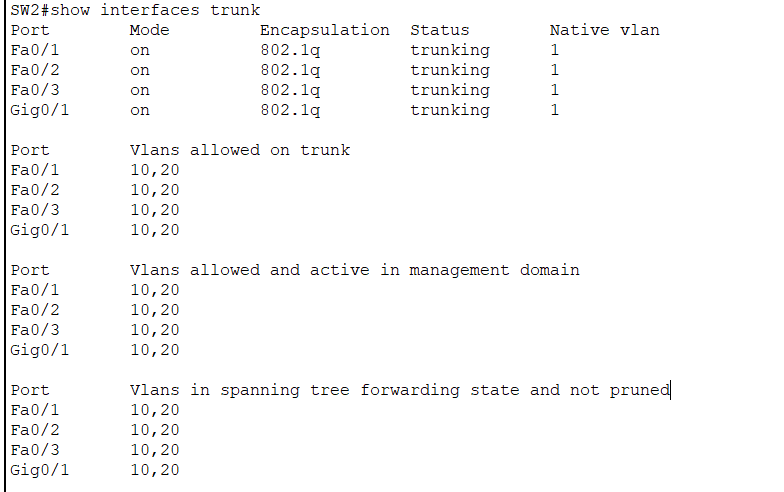 SW2#show interfaces trunk
Port        Mode         Encapsulation  Status        Native vlan
Fa0/1       on           802.1q         trunking      1
Fa0/2       on           802.1q         trunking      1
Fa0/3       on           802.1q         trunking      1
Gig0/1      on           802.1q         trunking      1

Port        Vlans allowed on trunk
Fa0/1       10,20
Fa0/2       10,20
Fa0/3       10,20
Gig0/1      10,20

Port        Vlans allowed and active in management domain
Fa0/1       10,20
Fa0/2       10,20
Fa0/3       10,20
Gig0/1      10,20

Port        Vlans in spanning tree forwarding state and not pruned
Fa0/1       10,20
Fa0/2       10,20
Fa0/3       10,20
Gig0/1      10,20